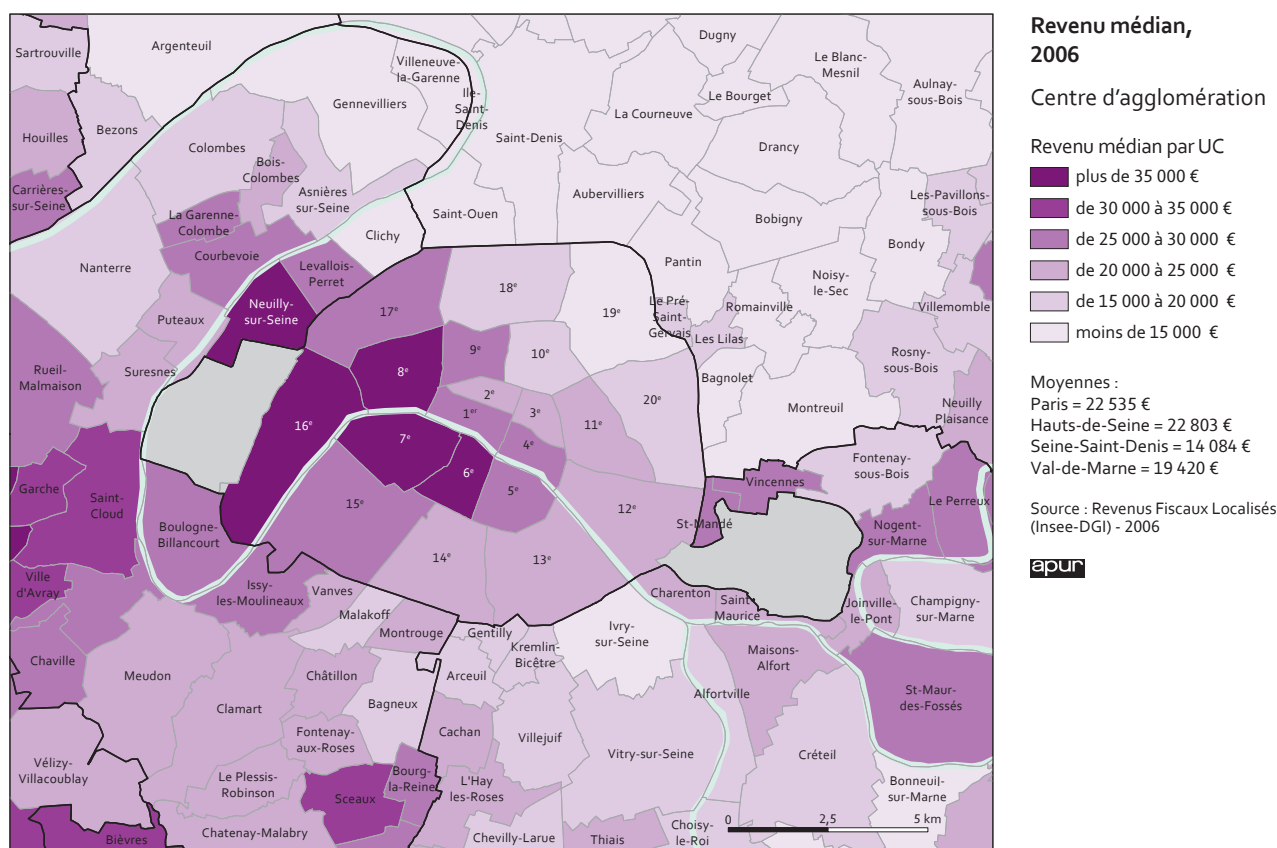 Revenu médian,
2006
Centre d'agglomération
Revenu médian par UC
plus de 35 000 €
de 30 000 à 35 000 €
de 25 000 à 30 000 €
de 20 000 à 25 000 €
de 15 000 à 20 000 €
moins de 15 000 €
Moyennes :
Paris = 22 535 €
Hauts-de-Seine = 22 803 €
Seine-Saint-Denis = 14 084 €
Val-de-Marne = 19 420 €
Source : Revenus Fiscaux Localisés
(Insee-DGI) - 2006
apur
Sartrouville
Argenteuil
Villeneuve-
la-Garenne
Ile-
Saint-
Denis
Dugny
Le Blanc-
Mesnil
Aulnay-
sous-Bois
Houilles
Bezons
Gennevilliers
Saint-Denis
La Courneuve
Le Bourget
Drancy
Colombes
Bois-
Colombes
Asnières
sur-Seine
Carrières-
sur-Seine
La Garenne-
Colombe
Courbevoie
Clichy
Saint-Ouen
Aubervilliers
Bobigny
Les-Pavillons-
sous-Bois
Bondy
Nanterre
Levallois-
Perret
Neuilly-
sur-Seine
Puteaux
Suresnes
Rueil-
Malmaison
Pantin
Le Pré-
Saint-
Gervais
Les Lilas
Romainville
Noisy-
le-Sec
Villemomble
Rosny-
sous-Bois
Neuilly
Plaisance
Bagnolet
Montreuil
17e
18e
19e
8e
9e
10e
2e
1er
3e
11e
20e
16e
7e
6e
4e
5e
15e
14e
13e
12e
Garche
Saint-
Cloud
Boulogne-
Billancourt
Ville
d'Avray
Issy-
les-Moulineaux
Vanves
Malakoff
Montrouge
Gentilly
Kremlin-
Bicêtre
Ivry-
sur-Seine
Charenton
Saint-
Maurice
St-Mandé
Vincennes
Fontenay-
sous-Bois
Le Perreux
Nogent-
sur-Marne
Joinville-
le-Pont
Champigny-
sur-Marne
Chaville
Meudon
Clamart
Châtillon
Bagneux
Arceuil
Cachan
Villejuif
Vitry-sur-Seine
Alfortville
Maisons-
Alfort
St-Maur-
des-Fossés
Vélizy-
Villacoublay
Fontenay-
aux-Roses
Le Plessis-
Robinson
Sceaux
Bourg-
la-Reine
L'Hay
les-Roses
Créteil
Bonneuil-
sur-Marne
Bièvres
Chatenay-Malabry
Chevilly-Larue
Thiais
Choisy-
le-Roi
0 2,5 5 km